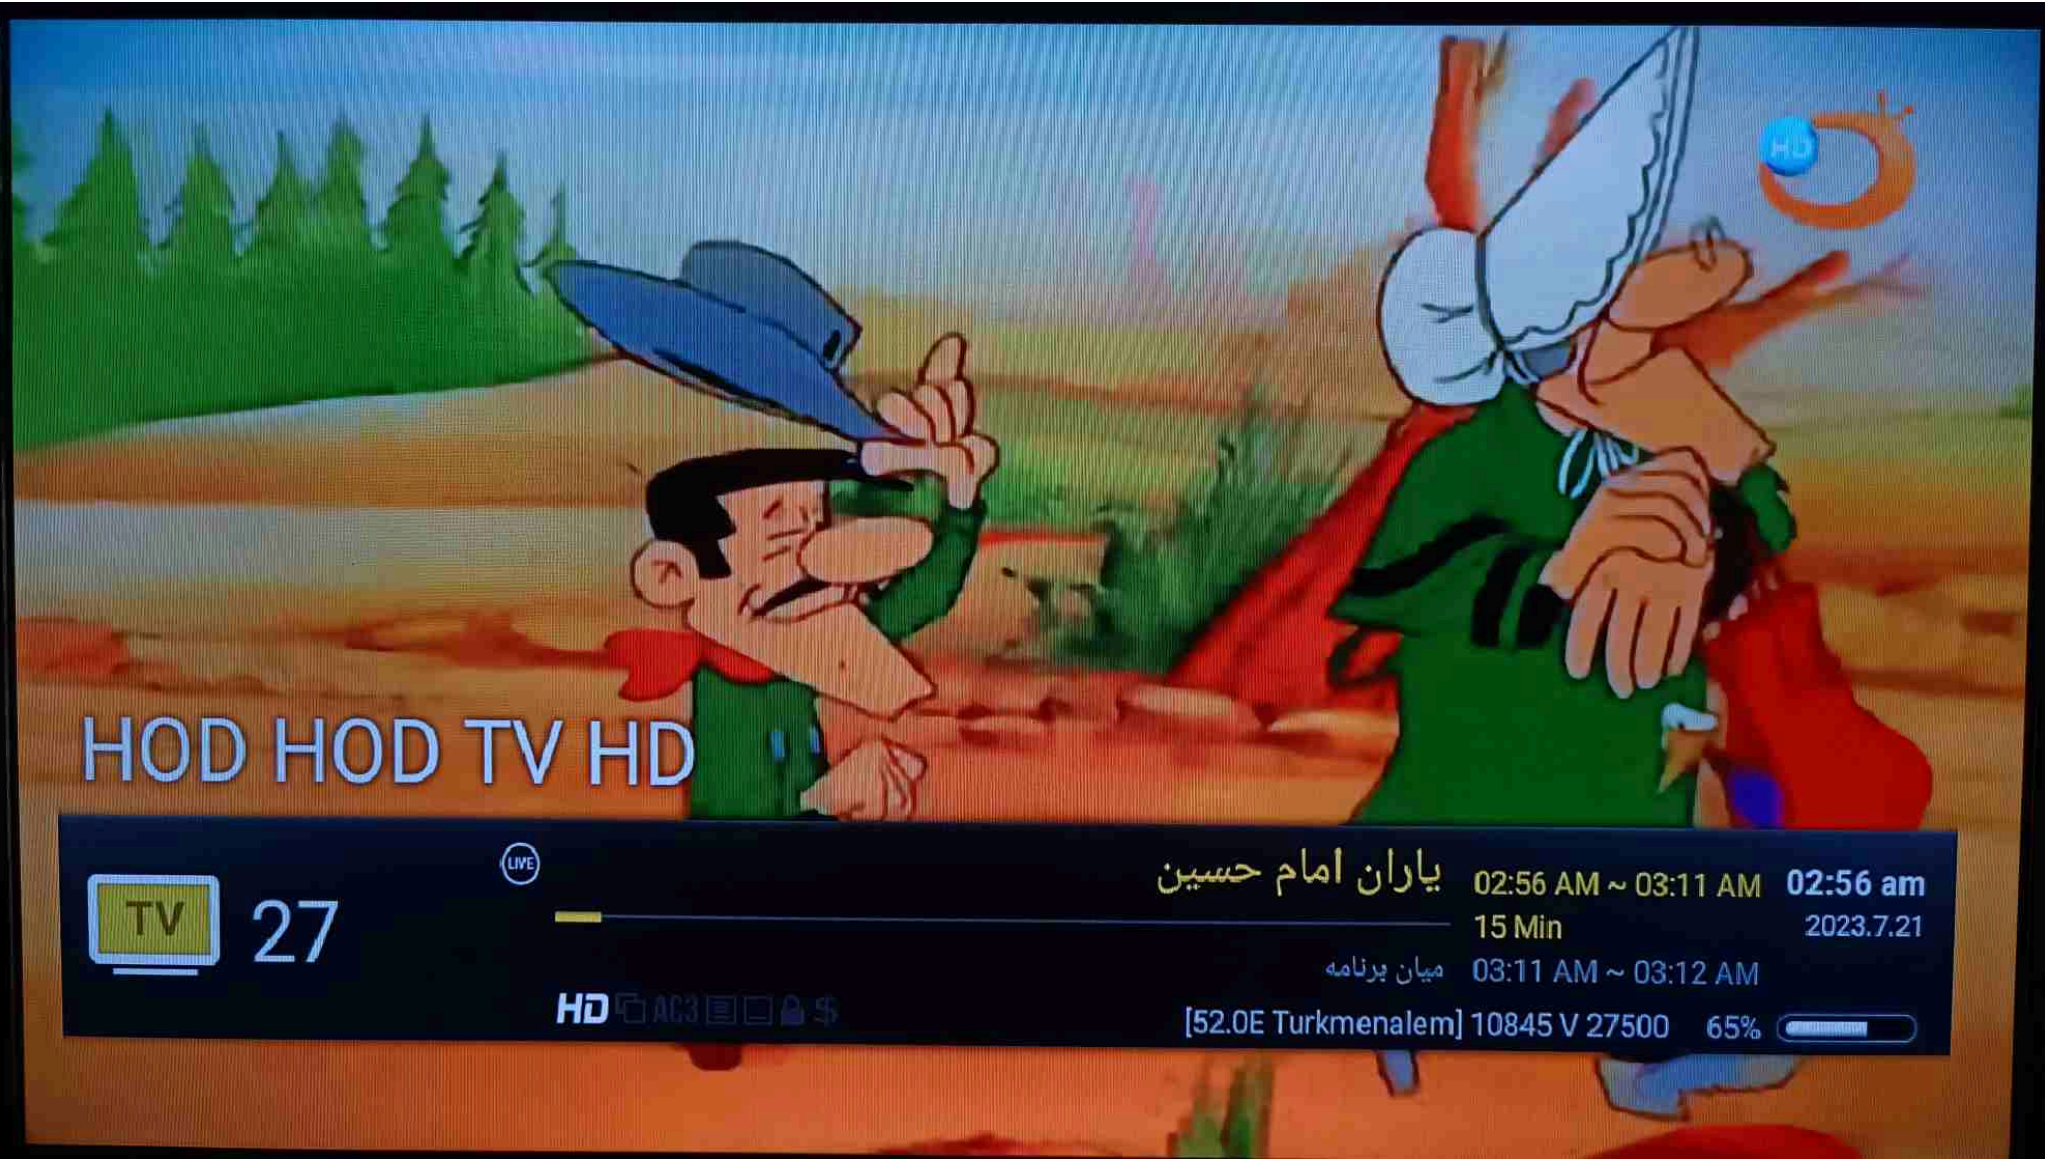 HD
HOD HOD TV HD
TV 27
LIVE
یاران امام حسین 02:56 AM ~ 03:11 AM 02:56 am
15 Min 2023.7.21
میان برنامه 03:11 AM ~ 03:12 AM
HD AC3 $
[52.0E Turkmenalem] 10845 V 27500 65%